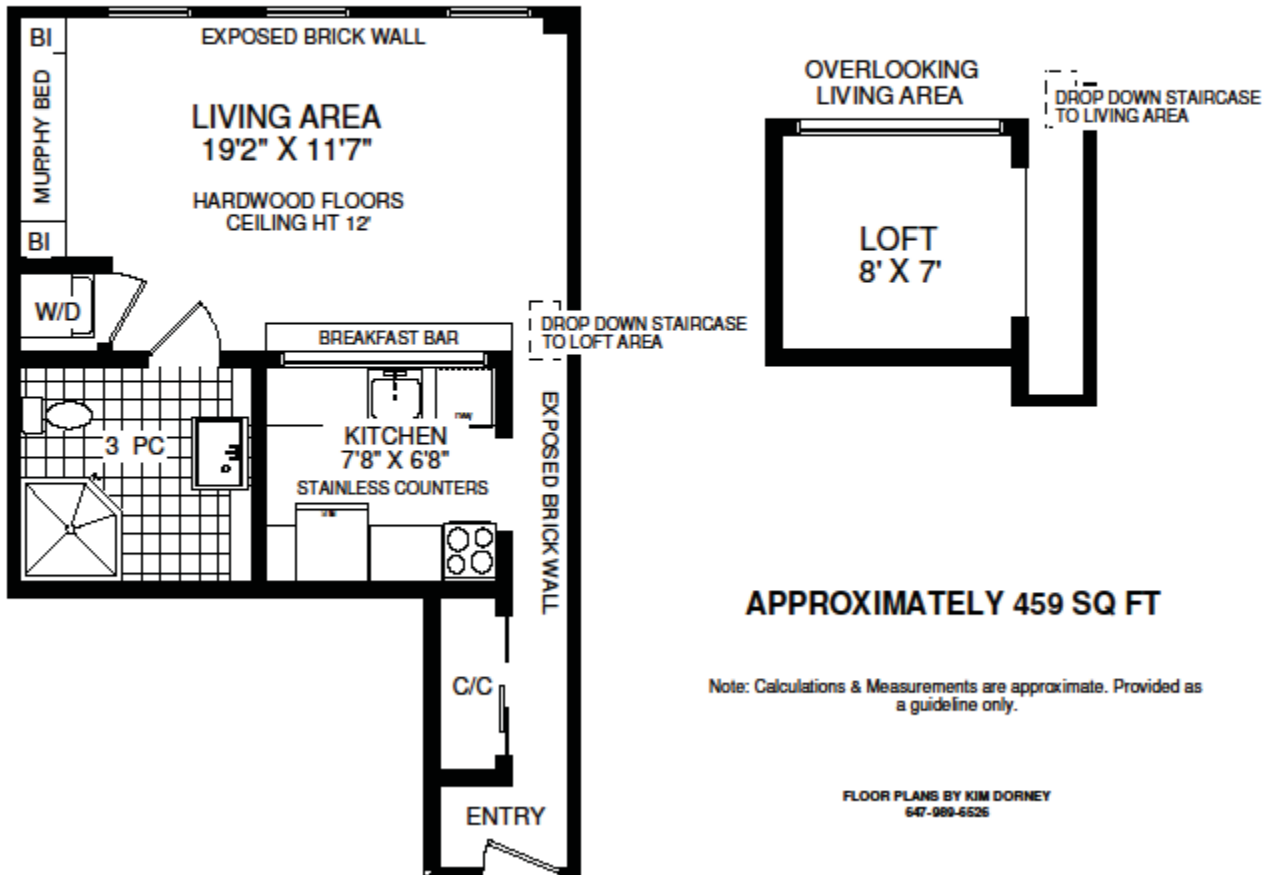 BI
EXPOSED BRICK WALL
MURPHY BED
LIVING AREA
19'2" X 11'7"
HARDWOOD FLOORS
CEILING HT 12'
BI
W/D
BREAKFAST BAR
DROP DOWN STAIRCASE
TO LOFT AREA
3 PC
KITCHEN
7'8" X 6'8"
STAINLESS COUNTERS
EXPOSED BRICK WALL
C/C
ENTRY
OVERLOOKING
LIVING AREA
DROP DOWN STAIRCASE
TO LIVING AREA
LOFT
8' X 7'
APPROXIMATELY 459 SQ FT
Note: Calculations & Measurements are approximate. Provided as
a guideline only.
FLOOR PLANS BY KIM DORNEY
647-989-6526